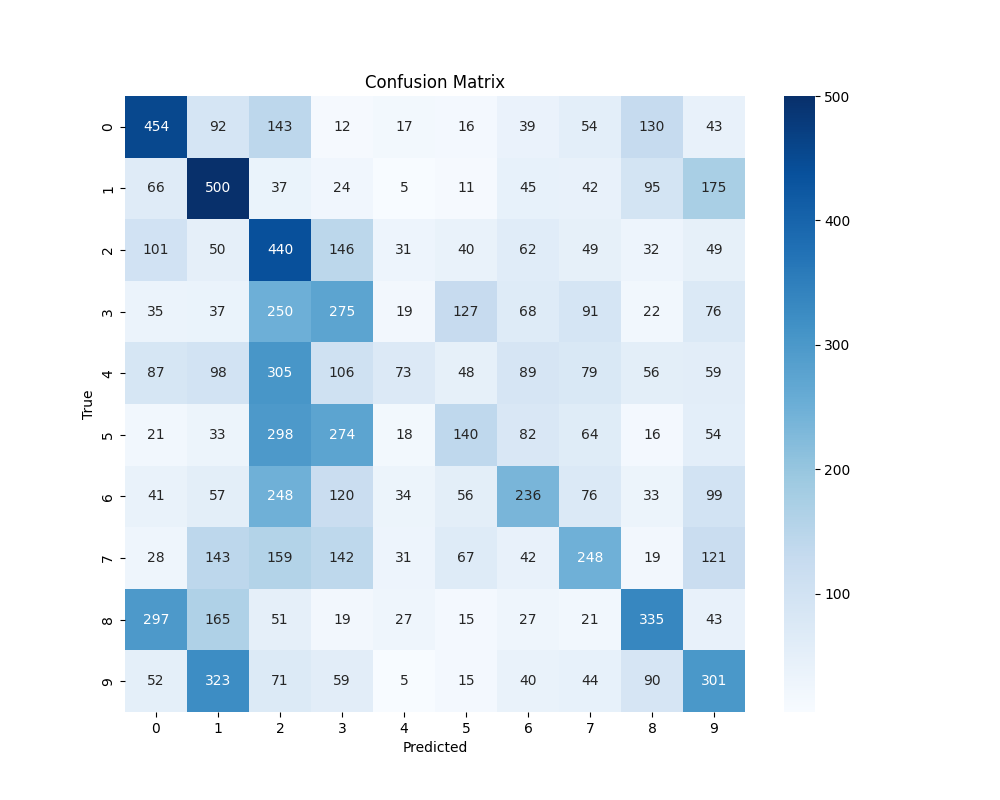 Confusion Matrix
0 454 92 143 12 17 16 39 54 130 43
1 66 500 37 24 5 11 45 42 95 175
2 101 50 440 146 31 40 62 49 32 49
3 35 37 250 275 19 127 68 91 22 76
4 87 98 305 106 73 48 89 79 56 59
5 21 33 298 274 18 140 82 64 16 54
6 41 57 248 120 34 56 236 76 33 99
7 28 143 159 142 31 67 42 248 19 121
8 297 165 51 19 27 15 27 21 335 43
9 52 323 71 59 5 15 40 44 90 301
0 1 2 3 4 5 6 7 8 9
Predicted
True
500
400
300
200
100